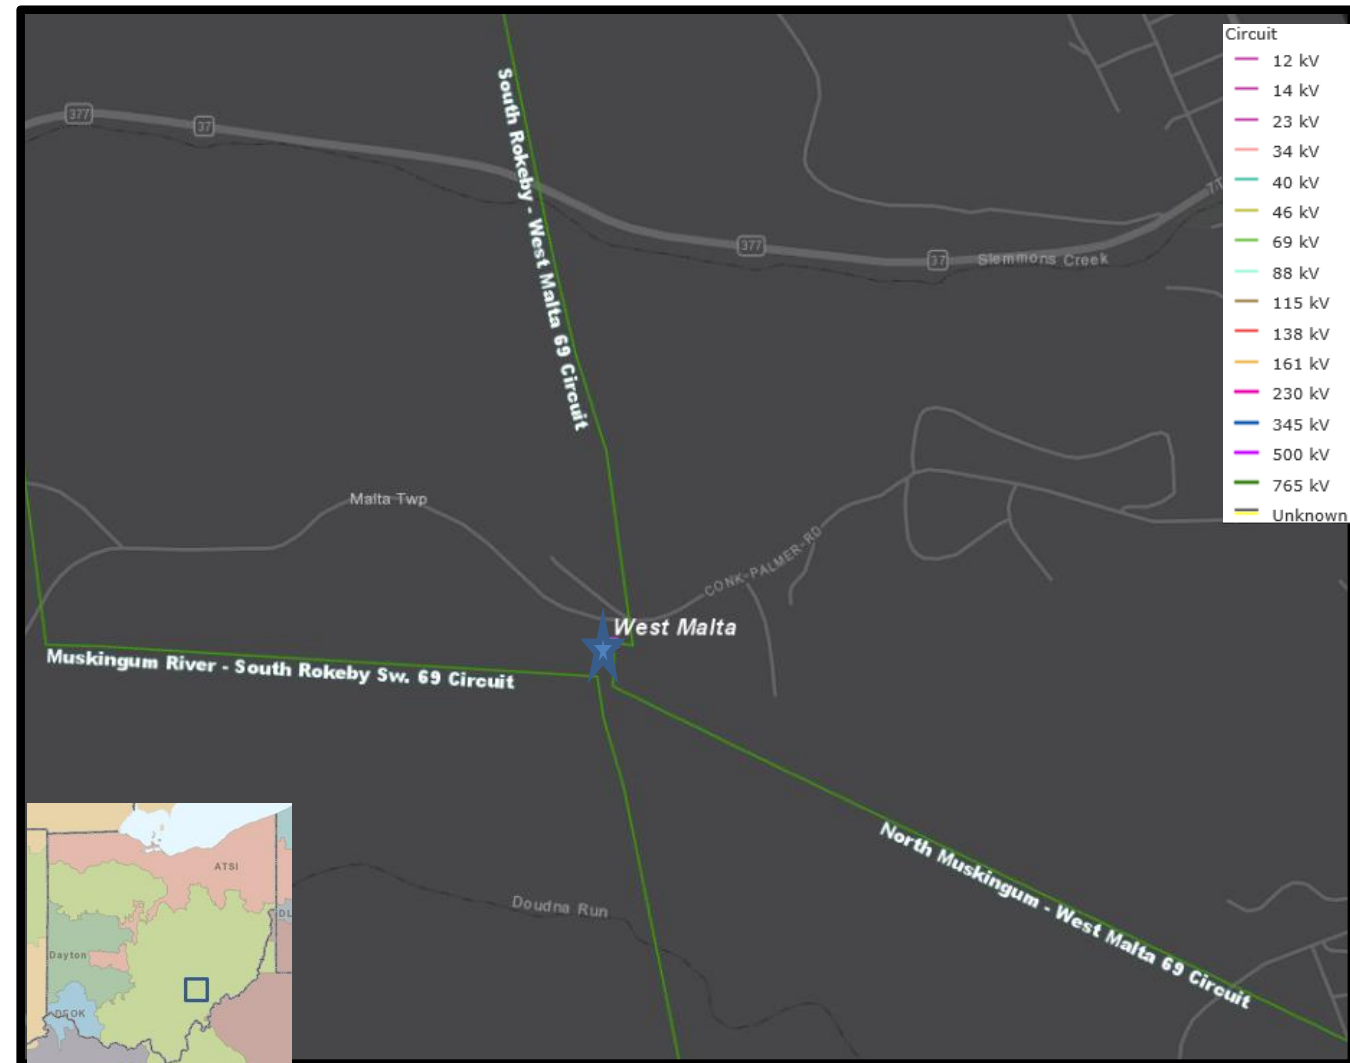 Circuit
12 kV
14 kV
23 kV
34 kV
40 kV
46 kV
69 kV
88 kV
115 kV
138 kV
161 kV
230 kV
345 kV
500 kV
765 kV
Unknown
377
37
South Rokeby - West Malta 69 Circuit
377
37
Slemmons Creek
Malta Twp
CONK-PALMER-RD
West Malta
Muskingum River - South Rokeby Sw. 69 Circuit
North Muskingum - West Malta 69 Circuit
Doudna Run
ATSI
DL
Dayton
DEOK